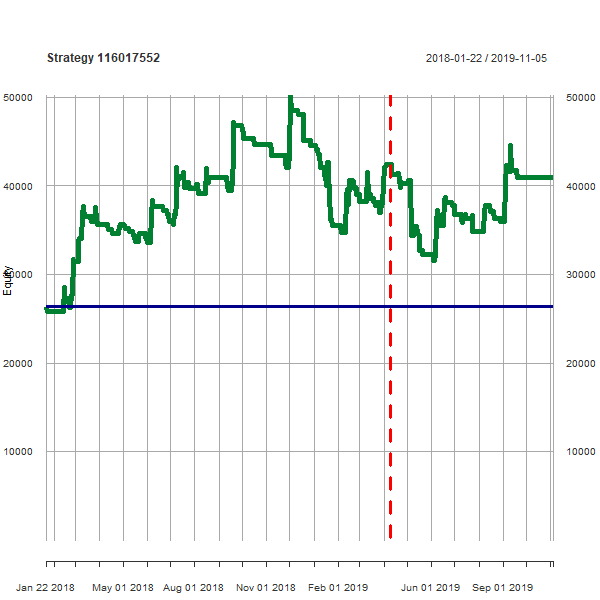 Strategy 116017552
2018-01-22 / 2019-11-05
50000
50000
40000
40000
30000
30000
Equity
20000
20000
10000
10000
Jan 22 2018
May 01 2018
Aug 01 2018
Nov 01 2018
Feb 01 2019
Jun 01 2019
Sep 01 2019